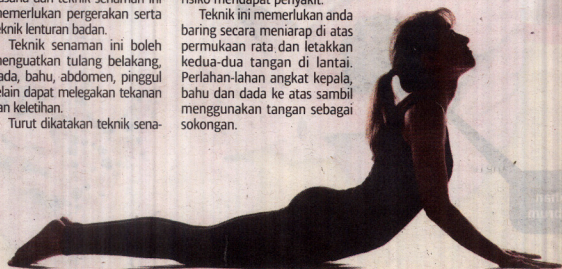 memerlukan pergerakan serta
teknik lenturan badan.
Teknik senaman ini boleh
menguatkan tulang belakang,
dada, bahu, abdomen, pinggul
selain dapat melegakan tekanan
dan keletihan.
Turut dikatakan teknik sena-
risiko mendapat penyakit.
Teknik ini memerlukan anda
baring secara meniarap di atas
permukaan rata dan letakkan
kedua-dua tangan di lantai.
Perlahan-lahan angkat kepala,
bahu dan dada ke atas sambil
menggunakan tangan sebagai
sokongan.